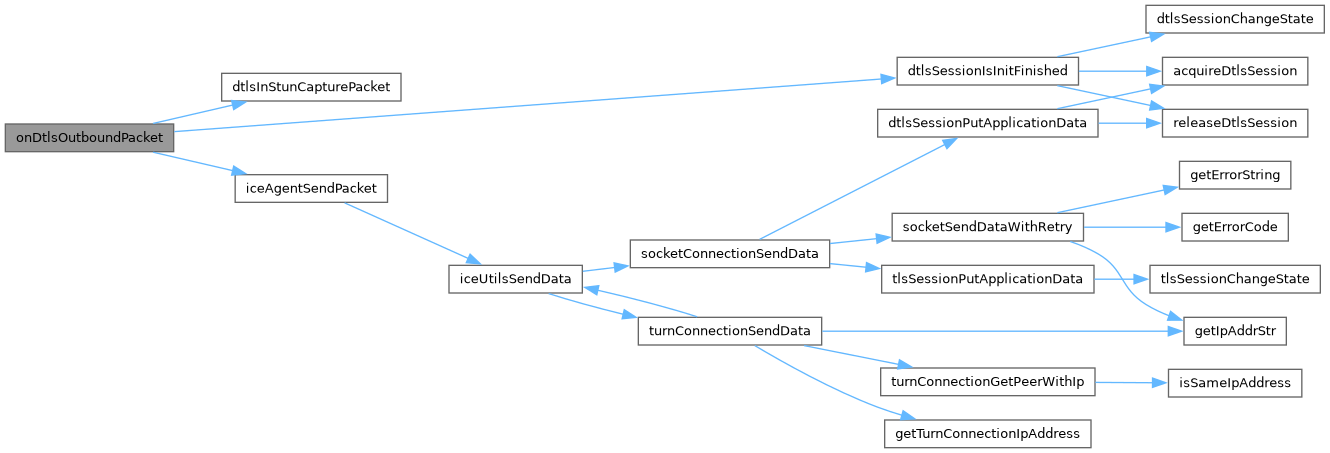 onDtlsOutboundPacket
dtlsInStunCapturePacket
iceAgentSendPacket
iceUtilsSendData
socketConnectionSendData
turnConnectionSendData
dtlsSessionIsInitFinished
dtlsSessionPutApplicationData
socketSendDataWithRetry
tlsSessionPutApplicationData
turnConnectionGetPeerWithIp
getTurnConnectionIpAddress
dtlsSessionChangeState
acquireDtlsSession
releaseDtlsSession
getErrorString
getErrorCode
tlsSessionChangeState
getIpAddrStr
isSameIpAddress